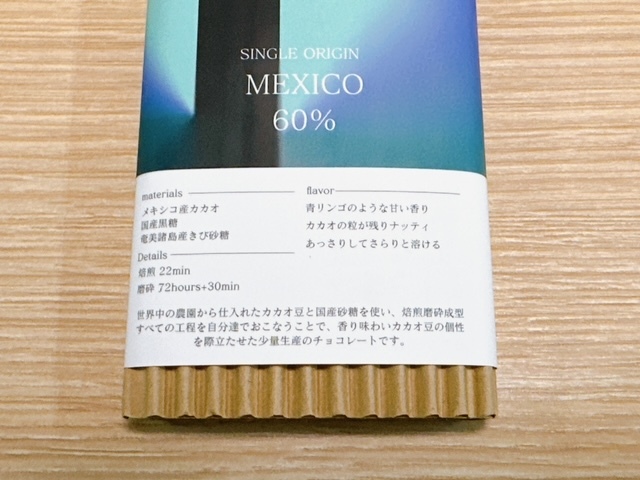 SINGLE ORIGIN
MEXICO
60%
materials
メキシコ産カカオ
国産黒糖
奄美諸島産きび砂糖
Details
焙煎 22min
磨砕 72hours+30min
flavor
青リンゴのような甘い香り
カカオの粒が残りナッティ
あっさりしてさらりと溶ける
世界中の農園から仕入れたカカオ豆と国産砂糖を使い、焙煎磨砕成型
すべての工程を自分達でおこなうことで、香り味わいカカオ豆の個性
を際立たせた少量生産のチョコレートです。